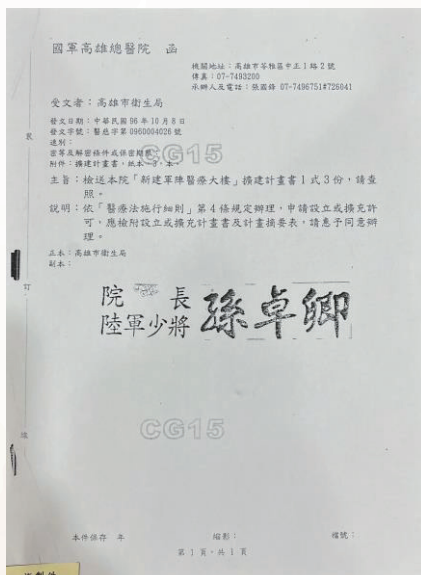 國軍高雄總醫院 函
機關地址：高雄市苓雅區中正1路2號
傳真：07-7493200
承辦人及電話：張國鋒 07-7496751#726041
受文者：高雄市衛生局
發文日期：中華民國96年10月8日
發文字號：醫慈字第0960004026號
速別：
密等及解密條件或保密期限：
附件：擴建計畫書，紙本，3，本。
CG15
主旨：檢送本院「新建軍陣醫療大樓」擴建計畫書1式3份，請查
照。
說明：依「醫療法施行細則」第4條規定辦理，申請設立或擴充許
可，應檢附設立或擴充計畫書及計畫摘要表，請惠予同意辦
理。
正本：高雄市衛生局
副本：
訂
院長
陸軍少將 孫卓卿
CG15
線
本件保存 年 縮影： 檔號：
第1頁，共1頁